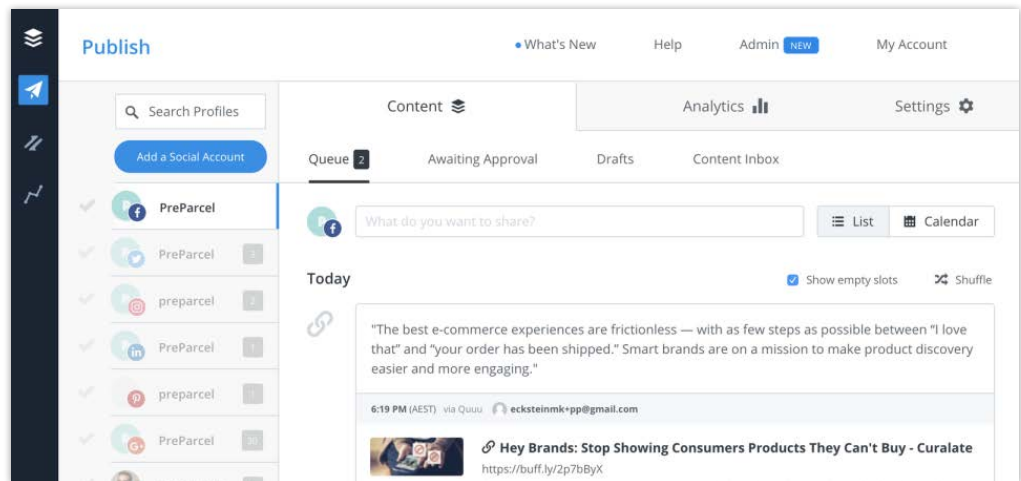 Publish
What's New
Help
Admin NEW
My Account
Search Profiles
Add a Social Account
PreParcel
PreParcel
preparcel
PreParcel
preparcel
PreParcel
Content
Analytics
Settings
Queue 2
Awaiting Approval
Drafts
Content Inbox
What do you want to share?
List
Calendar
Today
Show empty slots
Shuffle
"The best e-commerce experiences are frictionless — with as few steps as possible between “I love
that” and “your order has been shipped.” Smart brands are on a mission to make product discovery
easier and more engaging."
6:19 PM (AEST) via Quuu ecksteinmk+pp@gmail.com
Hey Brands: Stop Showing Consumers Products They Can't Buy - Curalate
https://buff.ly/2p7bByX